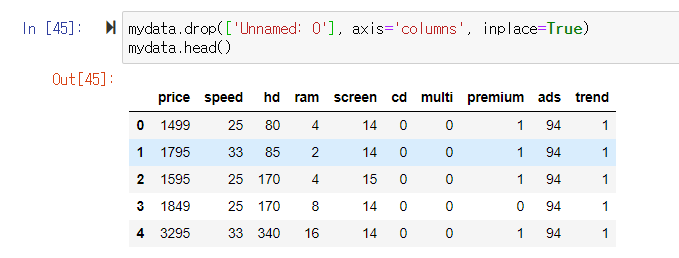 In [45]:
mydata.drop(['Unnamed: 0'], axis='columns', inplace=True)
mydata.head()
Out[45]:
price speed hd ram screen cd multi premium ads trend
0 1499 25 80 4 14 0 0 1 94 1
1 1795 33 85 2 14 0 0 1 94 1
2 1595 25 170 4 15 0 0 1 94 1
3 1849 25 170 8 14 0 0 0 94 1
4 3295 33 340 16 14 0 0 1 94 1